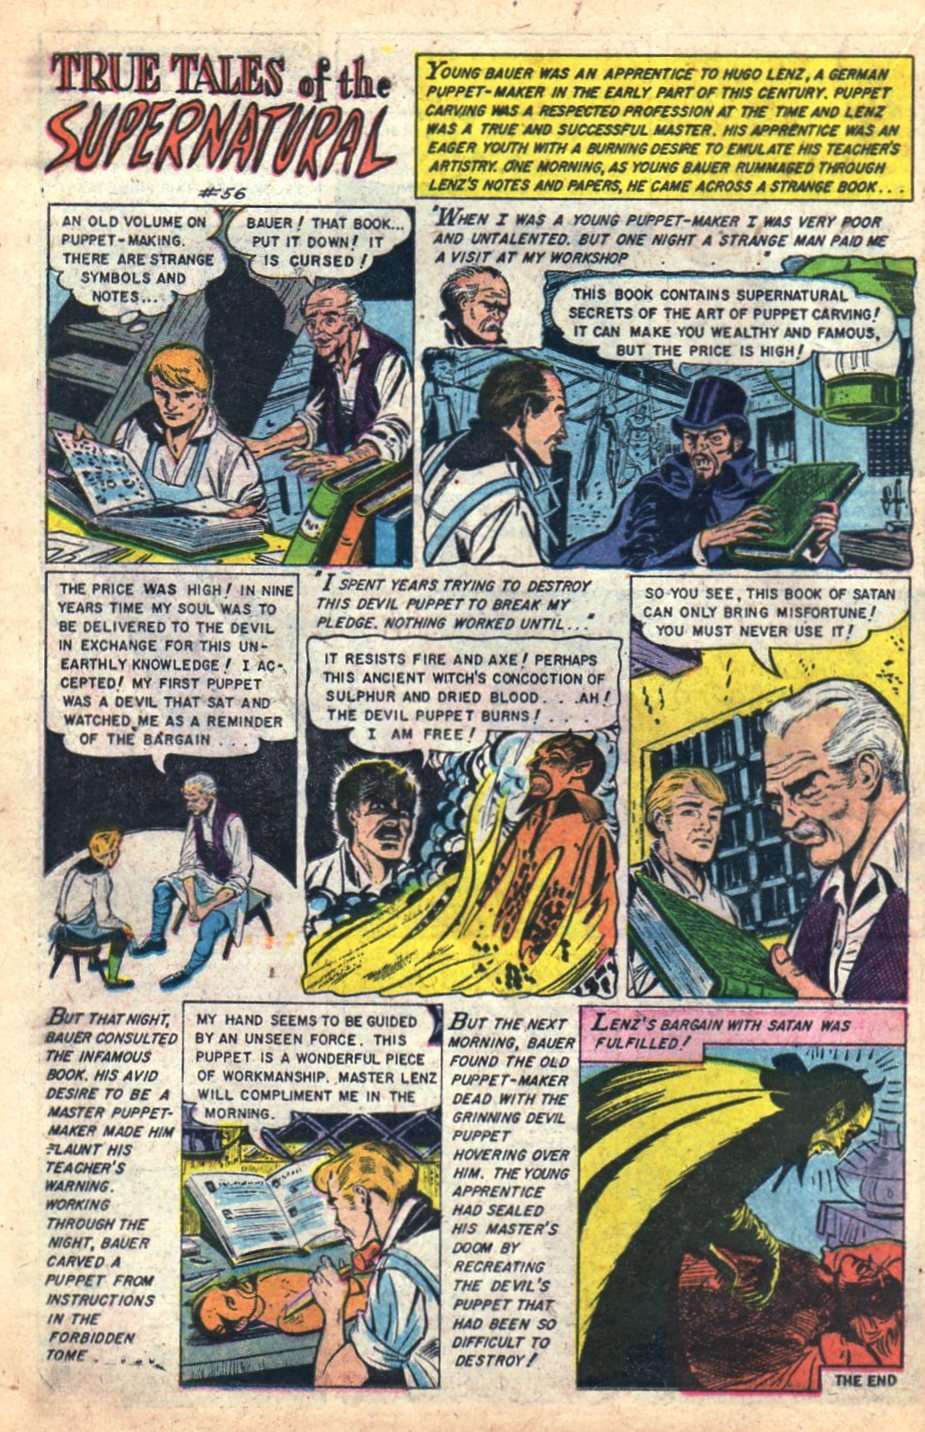 TRUE TALES of the
SUPERNATURAL
#56
YOUNG BAUER WAS AN APPRENTICE TO HUGO LENZ, A GERMAN
PUPPET-MAKER IN THE EARLY PART OF THIS CENTURY. PUPPET
CARVING WAS A RESPECTED PROFESSION AT THE TIME AND LENZ
WAS A TRUE AND SUCCESSFUL MASTER. HIS APPRENTICE WAS AN
EAGER YOUTH WITH A BURNING DESIRE TO EMULATE HIS TEACHER'S
ARTISTRY. ONE MORNING, AS YOUNG BAUER RUMMAGED THROUGH
LENZ'S NOTES AND PAPERS, HE CAME ACROSS A STRANGE BOOK...
AN OLD VOLUME ON
PUPPET-MAKING.
THERE ARE STRANGE
SYMBOLS AND
NOTES...
BAUER! THAT BOOK...
PUT IT DOWN! IT
IS CURSED!
"WHEN I WAS A YOUNG PUPPET-MAKER I WAS VERY POOR
AND UNTALENTED. BUT ONE NIGHT A STRANGE MAN PAID ME
A VISIT AT MY WORKSHOP"
THIS BOOK CONTAINS SUPERNATURAL
SECRETS OF THE ART OF PUPPET CARVING!
IT CAN MAKE YOU WEALTHY AND FAMOUS,
BUT THE PRICE IS HIGH!
THE PRICE WAS HIGH! IN NINE
YEARS TIME MY SOUL WAS TO
BE DELIVERED TO THE DEVIL
IN EXCHANGE FOR THIS UN-
EARTHLY KNOWLEDGE! I AC-
CEPTED! MY FIRST PUPPET
WAS A DEVIL THAT SAT AND
WATCHED ME AS A REMINDER
OF THE BARGAIN ...
"I SPENT YEARS TRYING TO DESTROY
THIS DEVIL PUPPET TO BREAK MY
PLEDGE. NOTHING WORKED UNTIL..."
IT RESISTS FIRE AND AXE! PERHAPS
THIS ANCIENT WITCH'S CONCOCTION OF
SULPHUR AND DRIED BLOOD...AH!
THE DEVIL PUPPET BURNS! ....
I AM FREE!
SO YOU SEE, THIS BOOK OF SATAN
CAN ONLY BRING MISFORTUNE!
YOU MUST NEVER USE IT!
BUT THAT NIGHT,
BAUER CONSULTED
THE INFAMOUS
BOOK. HIS AVID
DESIRE TO BE A
MASTER PUPPET-
MAKER MADE HIM
FLAUNT HIS
TEACHER'S
WARNING.
WORKING
THROUGH THE
NIGHT, BAUER
CARVED A
PUPPET FROM
INSTRUCTIONS
IN THE
FORBIDDEN
TOME....
MY HAND SEEMS TO BE GUIDED
BY AN UNSEEN FORCE. THIS
PUPPET IS A WONDERFUL PIECE
OF WORKMANSHIP. MASTER LENZ
WILL COMPLIMENT ME IN THE
MORNING.
BUT THE NEXT
MORNING, BAUER
FOUND THE OLD
PUPPET-MAKER
DEAD WITH THE
GRINNING DEVIL
PUPPET
HOVERING OVER
HIM. THE YOUNG
APPRENTICE
HAD SEALED
HIS MASTER'S
DOOM BY
RECREATING
THE DEVIL'S
PUPPET THAT
HAD BEEN SO
DIFFICULT TO
DESTROY!
LENZ'S BARGAIN WITH SATAN WAS
FULFILLED!
THE END